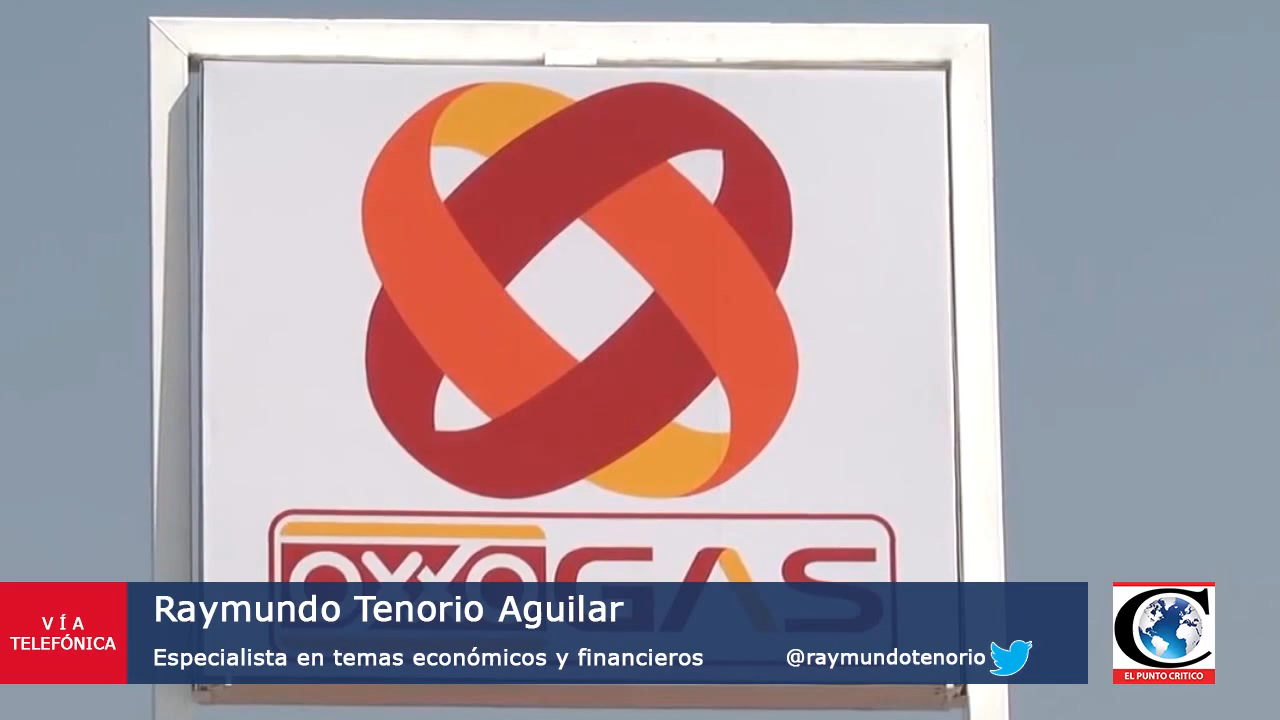 OXXO GAS
VÍA
TELEFÓNICA
Raymundo Tenorio Aguilar
Especialista en temas económicos y financieros
@raymundotenorio
C
EL PUNTO CRITICO